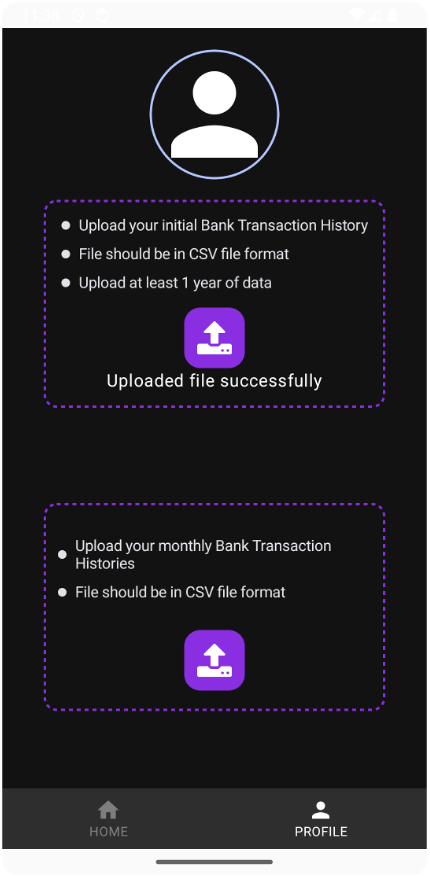 Upload your initial Bank Transaction History
File should be in CSV file format
Upload at least 1 year of data
Uploaded file successfully
Upload your monthly Bank Transaction
Histories
File should be in CSV file format
HOME
PROFILE